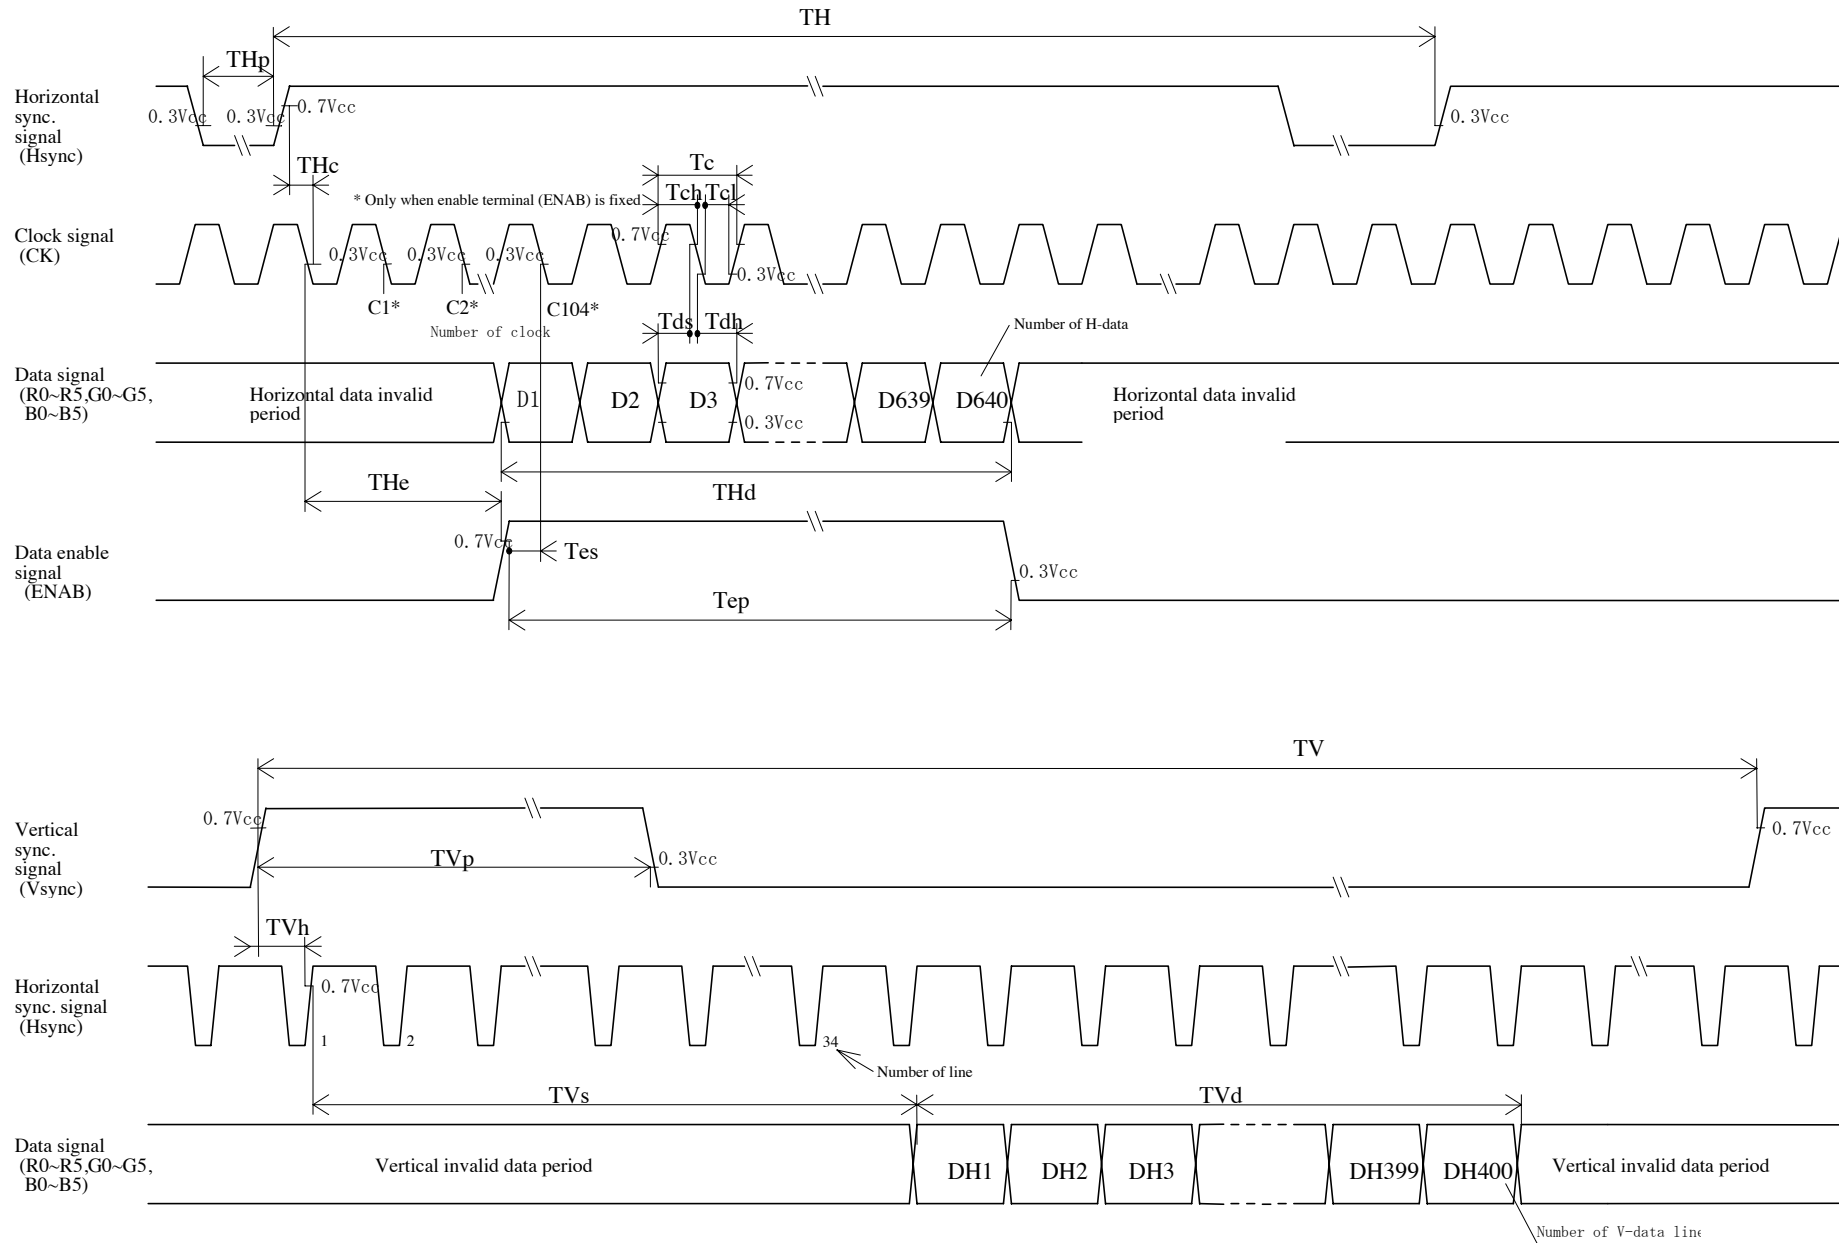 TH
THp
Horizontal
sync.
signal
(Hsync)
0.3Vcc
0.3Vcc
0.7Vcc
0.3Vcc
THc
Tc
* Only when enable terminal (ENAB) is fixed
Tch
Tcl
Clock signal
(CK)
0.7Vcc
0.3Vcc
0.3Vcc
0.3Vcc
0.3Vcc
C1*
C2*
C104*
Number of clock
Tds
Tdh
Number of H-data
Data signal
(R0~R5,G0~G5,
B0~B5)
Horizontal data invalid
period
D1
D2
D3
0.7Vcc
0.3Vcc
D639
D640
Horizontal data invalid
period
THe
THd
Data enable
signal
(ENAB)
0.7Vcc
Tes
0.3Vcc
Tep
TV
Vertical
sync.
signal
(Vsync)
0.7Vcc
0.7Vcc
TVp
0.3Vcc
TVh
Horizontal
sync. signal
(Hsync)
0.7Vcc
1
2
34
Number of line
TVs
TVd
Data signal
(R0~R5,G0~G5,
B0~B5)
Vertical invalid data period
DH1
DH2
DH3
DH399
DH400
Vertical invalid data period
Number of V-data line